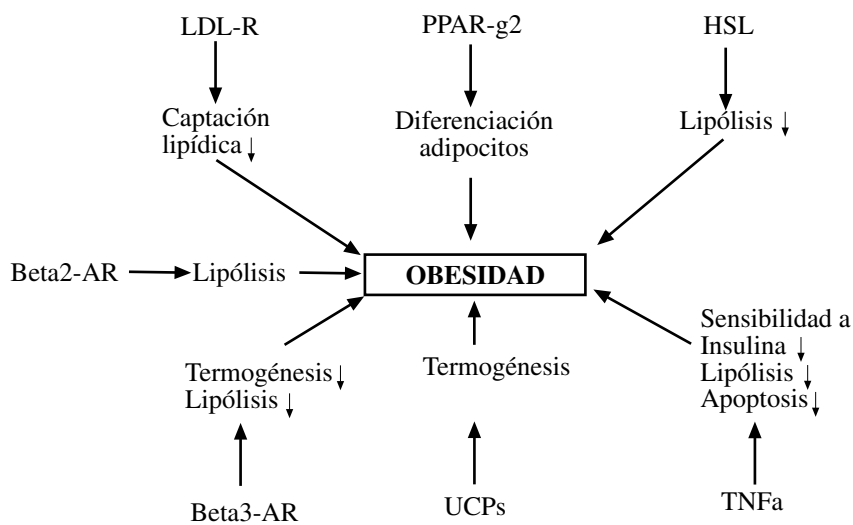 LDL-R
PPAR-g2
HSL
Captación
lipídica ↓
Diferenciación
adipocitos
Lipólisis ↓
Beta2-AR
Lipólisis
OBESIDAD
Termogénesis ↓
Lipólisis ↓
Termogénesis
Sensibilidad a
Insulina ↓
Lipólisis ↓
Apoptosis ↓
Beta3-AR
UCPs
TNFa